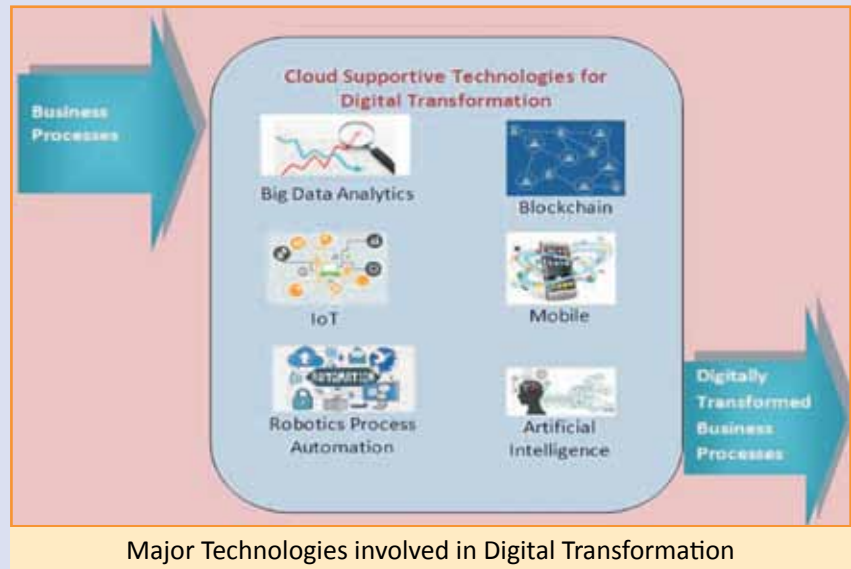 Business
Processes
Cloud Supportive Technologies for
Digital Transformation
Big Data Analytics
Blockchain
IoT
Mobile
AUTOMATION
Robotics Process
Automation
Artificial
Intelligence
Digitally
Transformed
Business
Processes
Major Technologies involved in Digital Transformation